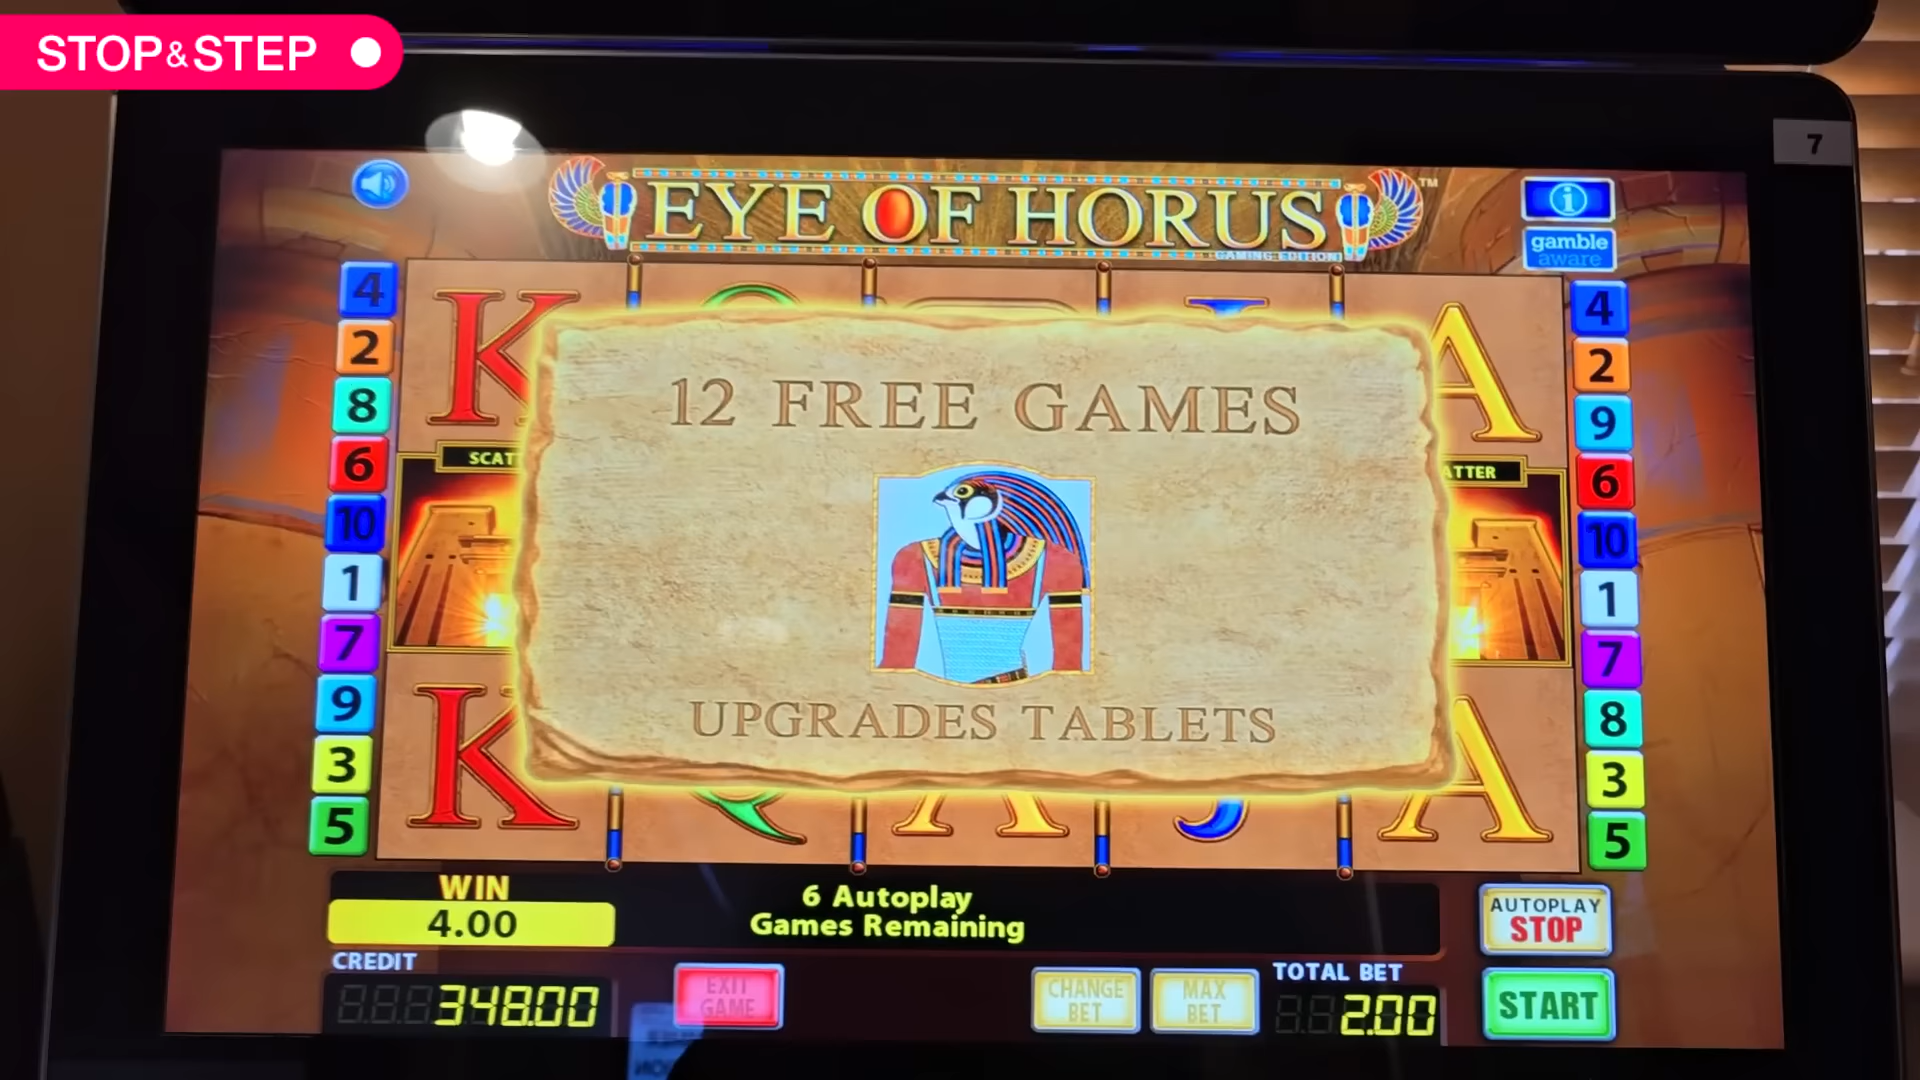 STOP&STEP
7
EYE OF HORUS™
GAMING EDITION
gamble
aware
4
2
8
6
10
1
7
9
3
5
4
2
9
6
10
1
7
8
3
5
K
A
SCAT
ATTER
K
A
12 FREE GAMES
UPGRADES TABLETS
WIN
4.00
6 Autoplay
Games Remaining
AUTOPLAY
STOP
CREDIT
348.00
EXIT
GAME
CHANGE
BET
MAX
BET
TOTAL BET
2.00
START